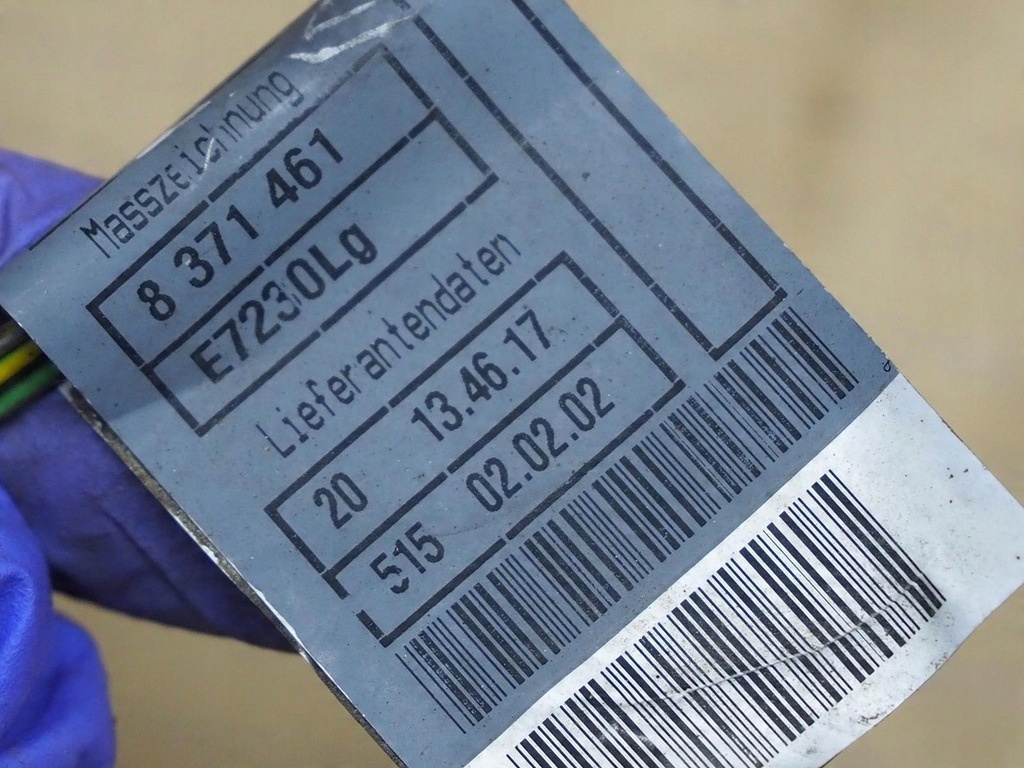 Masszeichnung
8 371 461
E7230Lg
Lieferantendaten
20 13.46.17
515 02.02.02